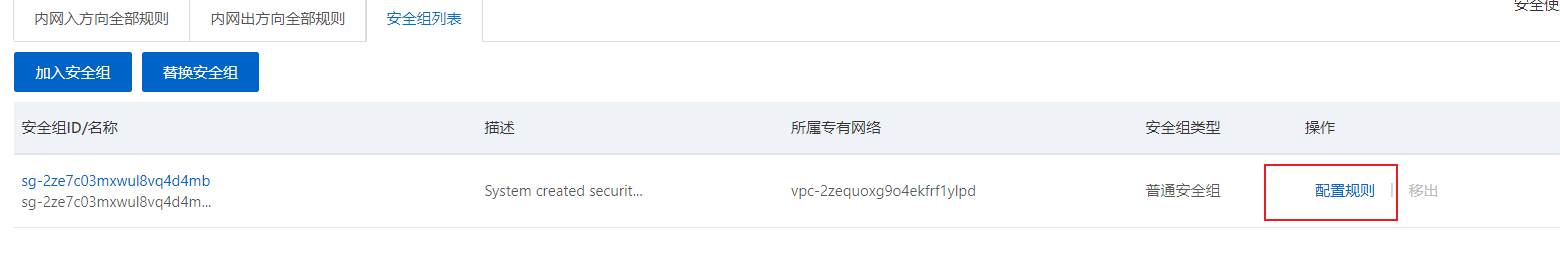 安全使
内网入方向全部规则 内网出方向全部规则 安全组列表
加入安全组 替换安全组
安全组ID/名称 描述 所属专有网络 安全组类型 操作
sg-2ze7c03mxwul8vq4d4mb
sg-2ze7c03mxwul8vq4d4m... System created securit... vpc-2zequoxg9o4ekfrf1ylpd 普通安全组 配置规则 | 移出